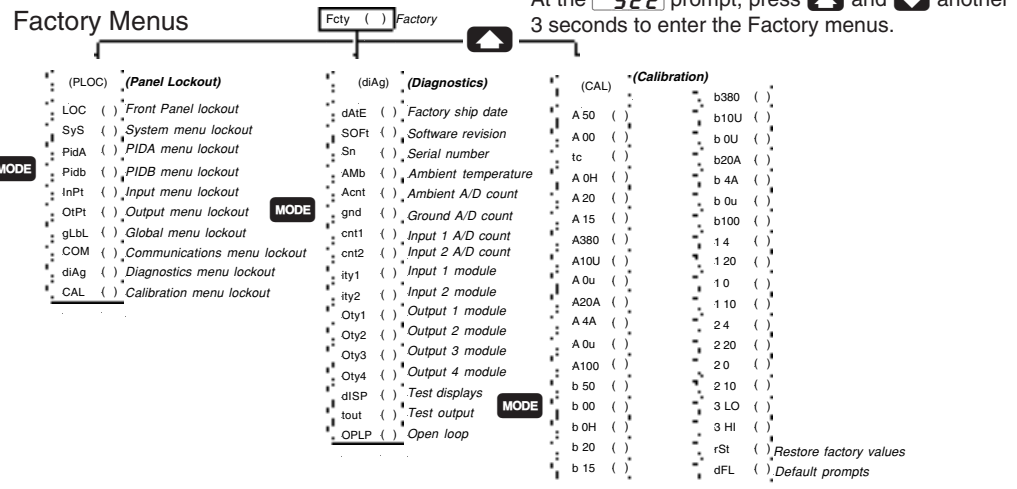 At the SEt prompt, press and another
3 seconds to enter the Factory menus.
Factory Menus
Fcty ( ) Factory
(PLOC) (Panel Lockout)
LOC ( ) Front Panel lockout
SyS ( ) System menu lockout
PidA ( ) PIDA menu lockout
Pidb ( ) PIDB menu lockout
InPt ( ) Input menu lockout
OtPt ( ) Output menu lockout
gLbL ( ) Global menu lockout
COM ( ) Communications menu lockout
diAg ( ) Diagnostics menu lockout
CAL ( ) Calibration menu lockout
MODE
(diAg) (Diagnostics)
dAtE ( ) Factory ship date
SOFt ( ) Software revision
Sn ( ) Serial number
AMb ( ) Ambient temperature
Acnt ( ) Ambient A/D count
gnd ( ) Ground A/D count
cnt1 ( ) Input 1 A/D count
cnt2 ( ) Input 2 A/D count
ity1 ( ) Input 1 module
ity2 ( ) Input 2 module
Oty1 ( ) Output 1 module
Oty2 ( ) Output 2 module
Oty3 ( ) Output 3 module
Oty4 ( ) Output 4 module
dISP ( ) Test displays
tout ( ) Test output
OPLP ( ) Open loop
MODE
(CAL) (Calibration)
A 50 ( )
A 00 ( )
tc ( )
A 0H ( )
A 20 ( )
A 15 ( )
A380 ( )
A10U ( )
A 0u ( )
A20A ( )
A 4A ( )
A 0u ( )
A100 ( )
b 50 ( )
b 00 ( )
b 0H ( )
b 20 ( )
b 15 ( )
MODE
b380 ( )
b10U ( )
b 0U ( )
b20A ( )
b 4A ( )
b 0u ( )
b100 ( )
1 4 ( )
1 20 ( )
1 0 ( )
1 10 ( )
2 4 ( )
2 20 ( )
2 0 ( )
2 10 ( )
3 LO ( )
3 HI ( )
rSt ( ) Restore factory values
dFL ( ) Default prompts